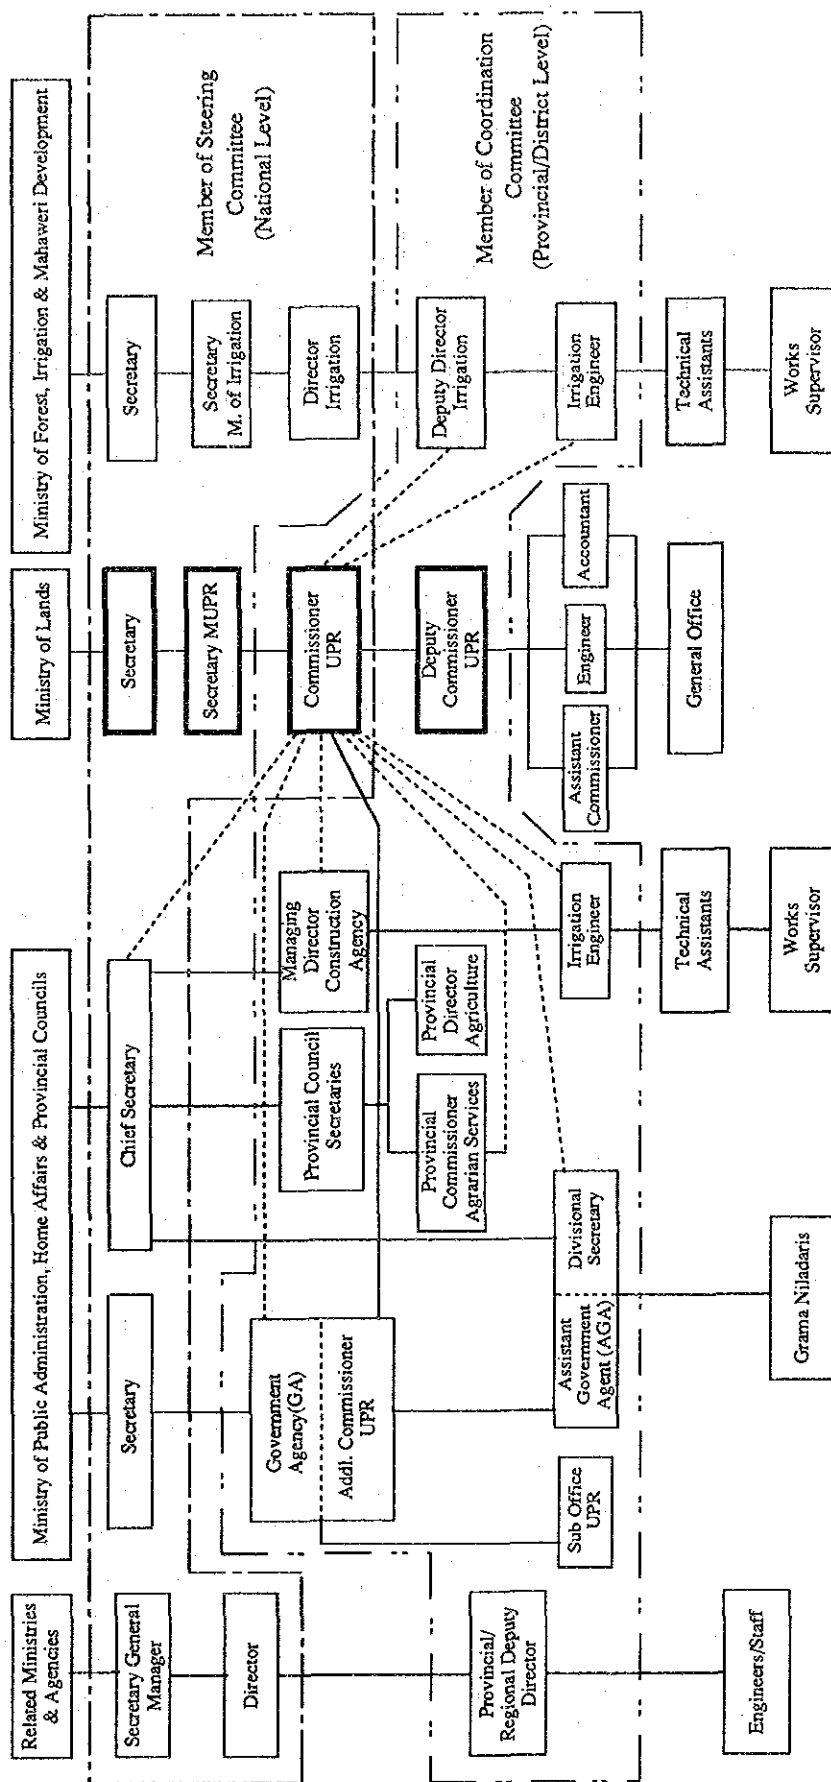 Related Ministries
& Agencies
Ministry of Public Administration, Home Affairs & Provincial Councils
Ministry of Lands
Ministry of Forest, Irrigation & Mahaweri Development
Secretary General
Manager
Secretary
Chief Secretary
Secretary
Secretary
Director
Secretary MUPR
Secretary
M. of Irrigation
Member of Steering
Committee
(National Level)
Government
Agency(GA)
Addl. Commissioner
UPR
Provincial Council
Secretaries
Managing
Director
Construction
Agency
Commissioner
UPR
Director
Irrigation
Provincial/
Regional Deputy
Director
Provincial
Commissioner
Agrarian Services
Provincial
Director
Agriculture
Deputy
Commissioner
UPR
Deputy Director
Irrigation
Member of Coordination
Committee
(Provincial/District Level)
Sub Office
UPR
Assistant
Government
Agent (AGA)
Divisional
Secretary
Irrigation
Engineer
Assistant
Commissioner
Engineer
Accountant
Irrigation
Engineer
Engineers/Staff
Technical
Assistants
General Office
Technical
Assistants
Grama Niladaris
Works
Supervisor
Works
Supervisor